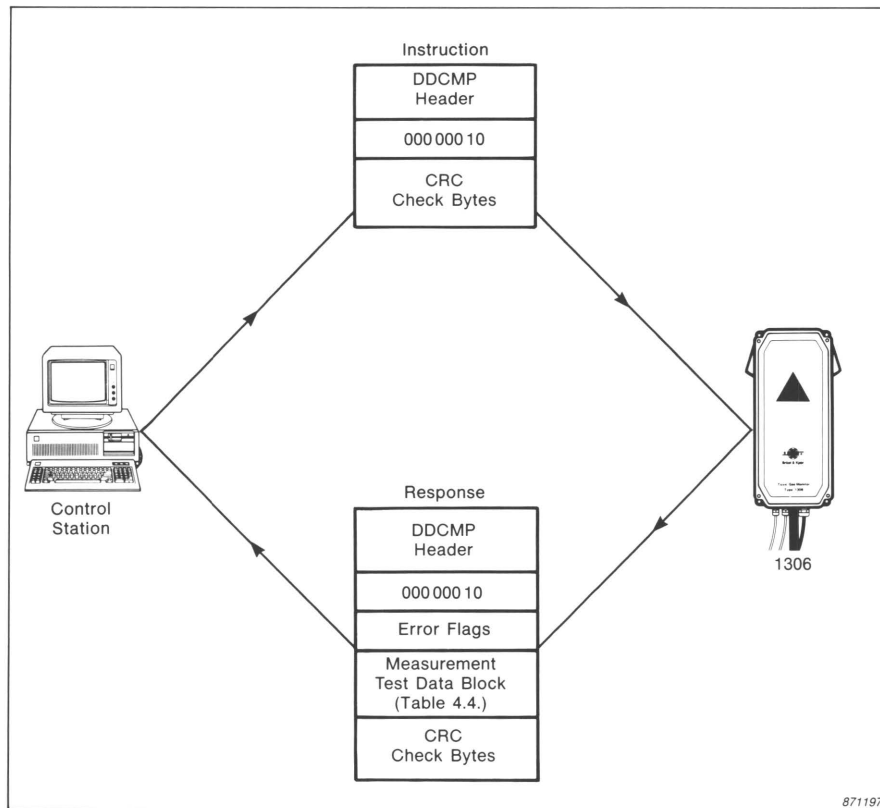 Instruction
DDCMP
Header
000 000 10
CRC
Check Bytes
Control
Station
1306
Response
DDCMP
Header
000 000 10
Error Flags
Measurement
Test Data Block
(Table 4.4.)
CRC
Check Bytes
871197